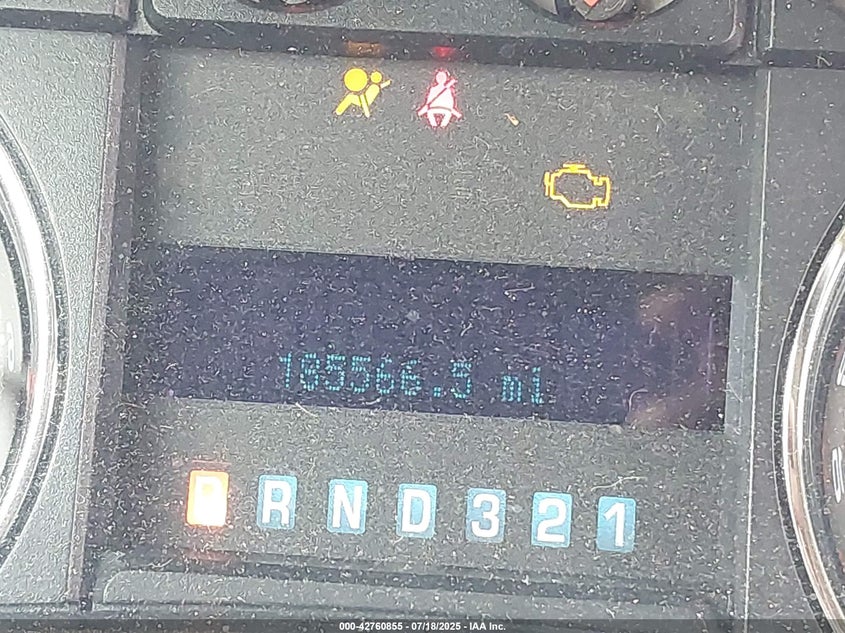 185566.5 mi
P R N D 3 2 1
000-42760855 - 07/18/2025 - IAA Inc.